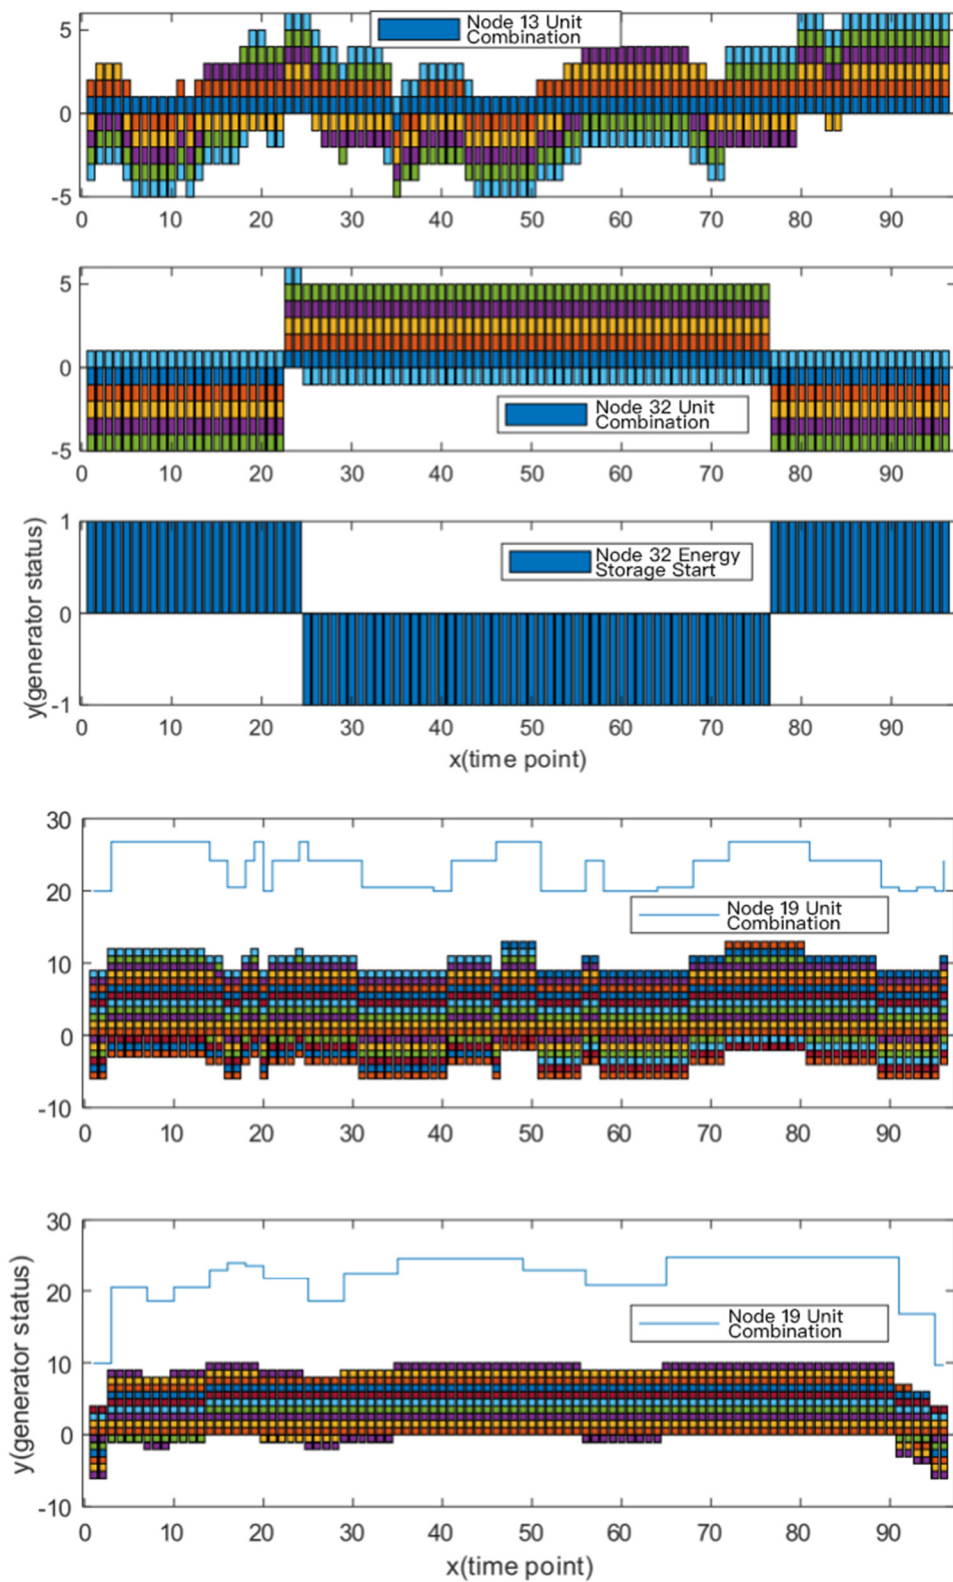 5
0
-5
Node 13 Unit
Combination
0 10 20 30 40 50 60 70 80 90
5
0
-5
Node 32 Unit
Combination
0 10 20 30 40 50 60 70 80 90
y(generator status)
1
0
-1
Node 32 Energy
Storage Start
0 10 20 30 40 50 60 70 80 90
x(time point)
30
20
10
0
-10
Node 19 Unit
Combination
0 10 20 30 40 50 60 70 80 90
y(generator status)
30
20
10
0
-10
Node 19 Unit
Combination
0 10 20 30 40 50 60 70 80 90
x(time point)